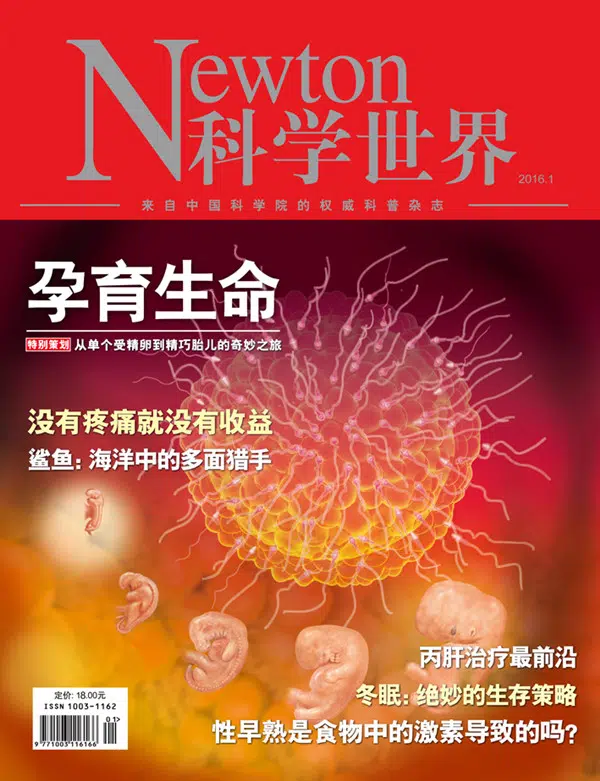 Newton
科学世界
2016.1
来自中国科学院的权威科普杂志
孕育生命
特别策划 从单个受精卵到精巧胎儿的奇妙之旅
没有疼痛就没有收益
鲨鱼：海洋中的多面猎手
丙肝治疗最前沿
冬眠：绝妙的生存策略
性早熟是食物中的激素导致的吗？
定价: 18.00元
ISSN 1003-1162
01>
9 771003 116166